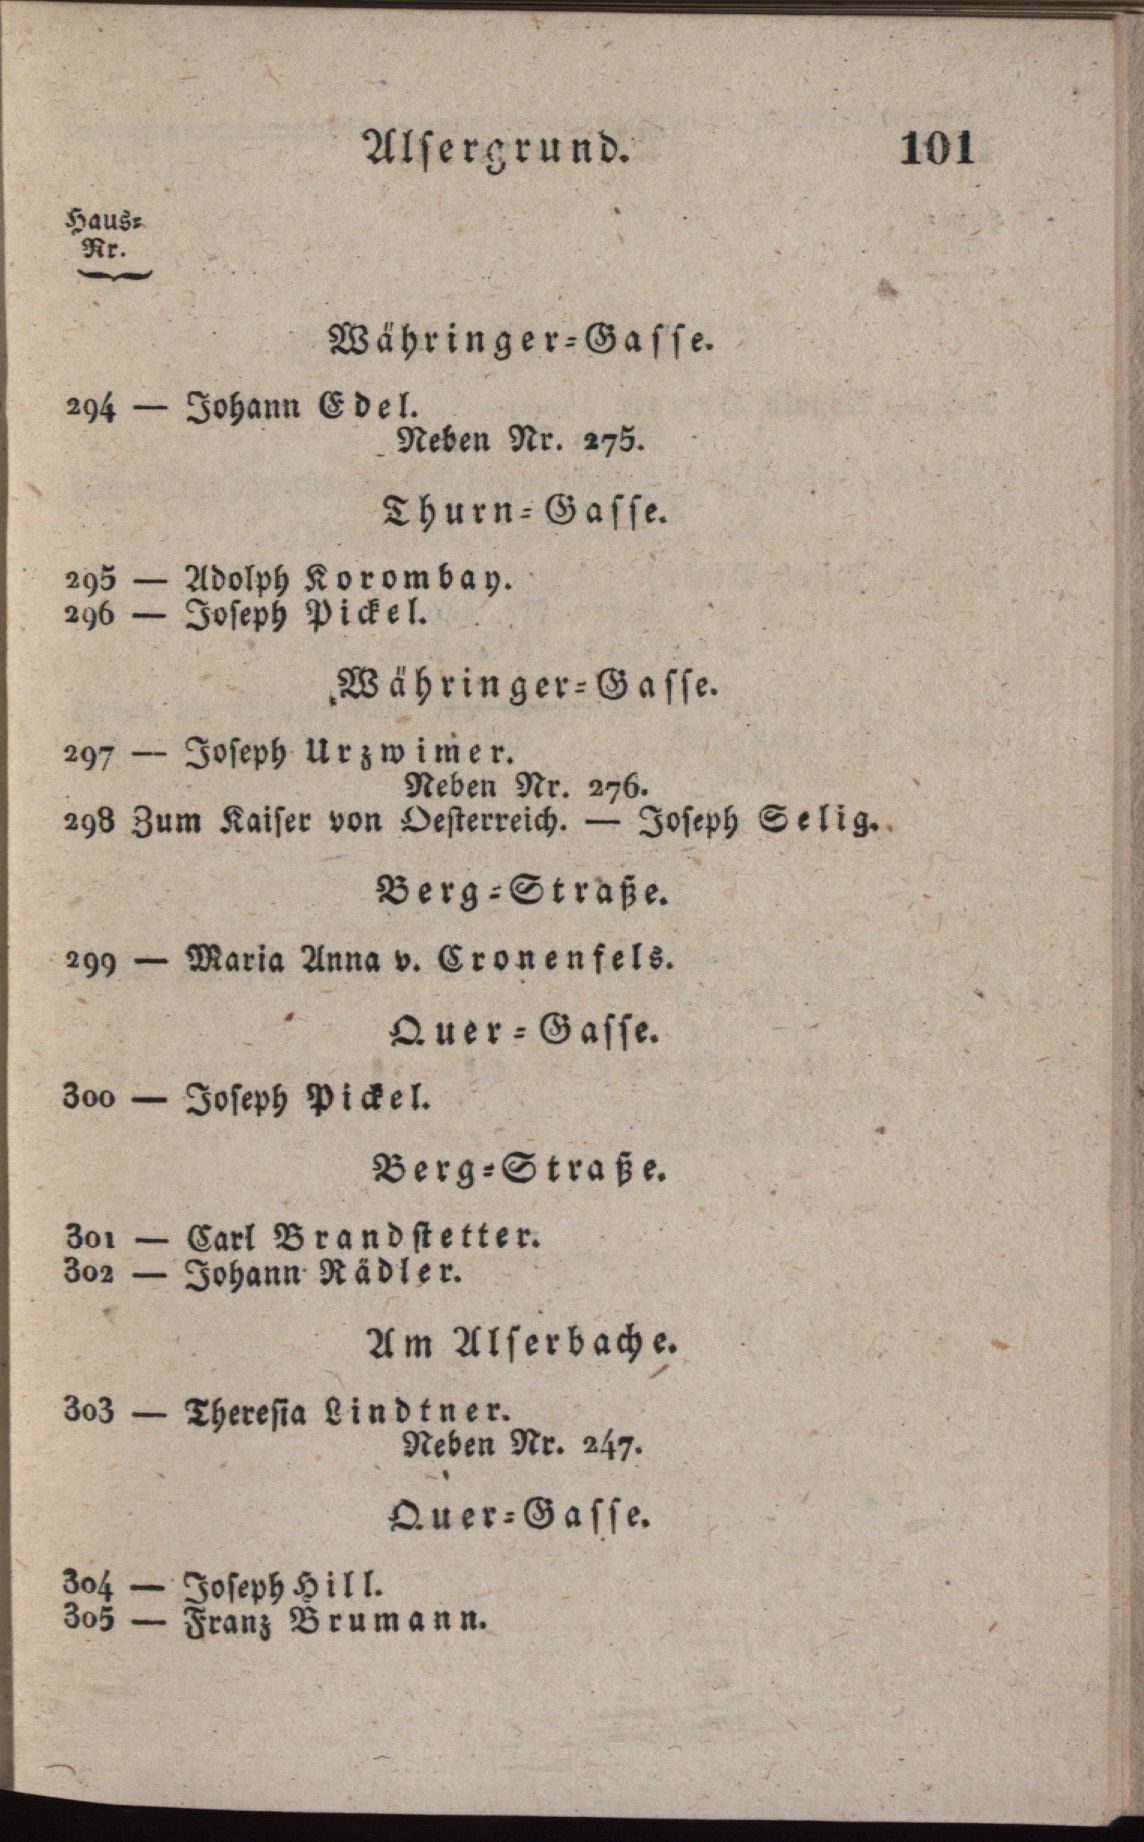 Alsergrund. 101
Haus-
Nr.
Währinger-Gasse.
294 — Johann Edel.
Neben Nr. 275.
Thurn-Gasse.
295 — Adolph Korombay.
296 — Joseph Pickel.
Währinger-Gasse.
297 — Joseph Urzwimer.
Neben Nr. 276.
298 Zum Kaiser von Oesterreich. — Joseph Selig.
Berg-Straße.
299 — Maria Anna v. Cronenfels.
Quer-Gasse.
300 — Joseph Pickel.
Berg-Straße.
301 — Carl Brandstetter.
302 — Johann Rädler.
Am Alserbache.
303 — Theresia Lindtner.
Neben Nr. 247.
Quer-Gasse.
304 — Joseph Hill.
305 — Franz Brumann.